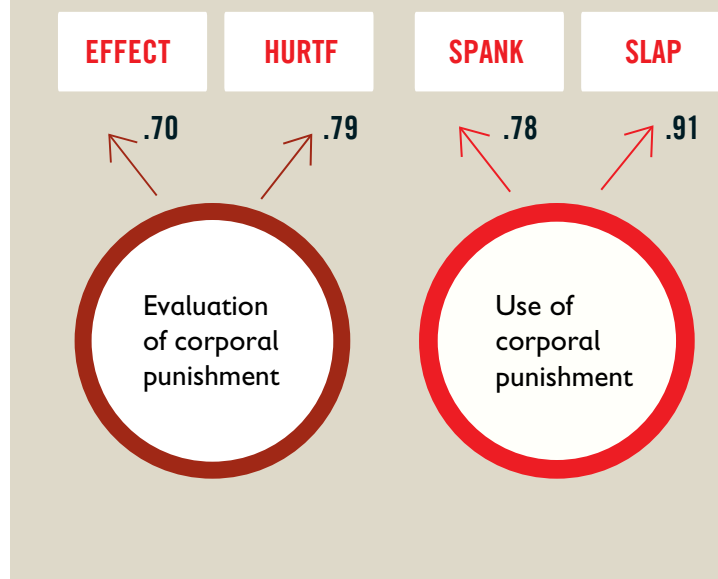 EFFECT HURTF SPANK SLAP
.70 .79 .78 .91
Evaluation
of corporal
punishment
Use of
corporal
punishment